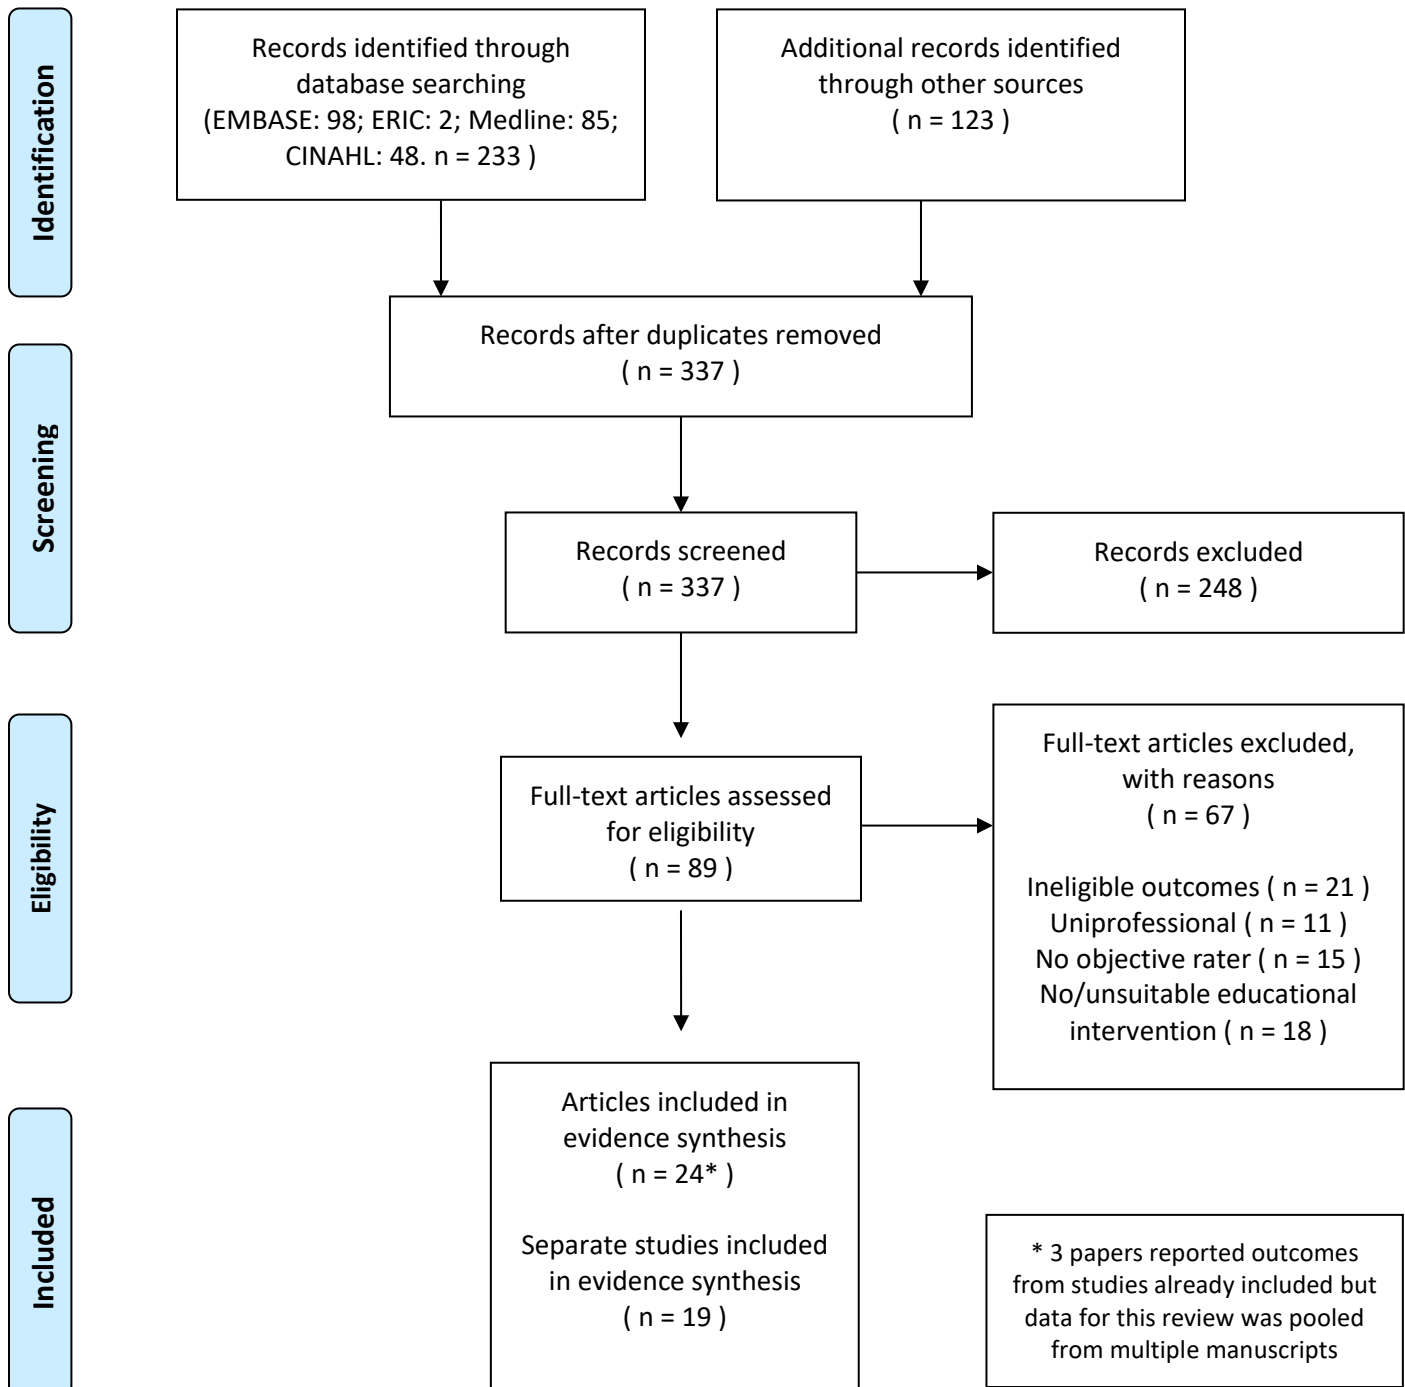 Identification
Records identified through
database searching
(EMBASE: 98; ERIC: 2; Medline: 85;
CINAHL: 48. n = 233 )
Additional records identified
through other sources
( n = 123 )
Records after duplicates removed
( n = 337 )
Screening
Records screened
( n = 337 )
Records excluded
( n = 248 )
Eligibility
Full-text articles assessed
for eligibility
( n = 89 )
Full-text articles excluded,
with reasons
( n = 67 )
Ineligible outcomes ( n = 21 )
Uniprofessional ( n = 11 )
No objective rater ( n = 15 )
No/unsuitable educational
intervention ( n = 18 )
Included
Articles included in
evidence synthesis
( n = 24* )
Separate studies included
in evidence synthesis
( n = 19 )
* 3 papers reported outcomes
from studies already included but
data for this review was pooled
from multiple manuscripts